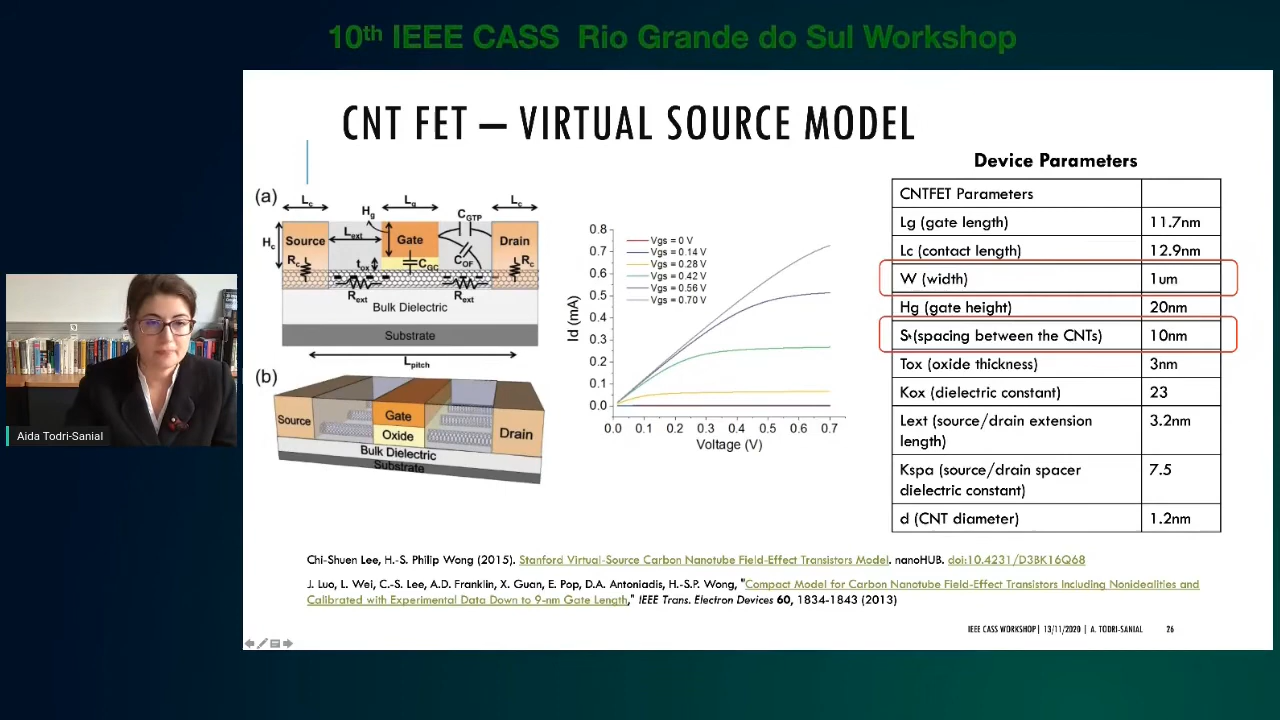 10th IEEE CASS Rio Grande do Sul Workshop
CNT FET – VIRTUAL SOURCE MODEL
(a)
Lc
Lg
Lc
Hg
CGTP
Hc
Source
Lext
Gate
Drain
Rc
tox
CGC
COF
Rc
Rext
Rext
Bulk Dielectric
Substrate
Lpitch
(b)
Source
Gate
Oxide
Drain
Bulk Dielectric
Substrate
Id (mA)
0.8
0.7
0.6
0.5
0.4
0.3
0.2
0.1
0.0
Vgs = 0 V
Vgs = 0.14 V
Vgs = 0.28 V
Vgs = 0.42 V
Vgs = 0.56 V
Vgs = 0.70 V
0.0 0.1 0.2 0.3 0.4 0.5 0.6 0.7
Voltage (V)
Device Parameters
CNTFET Parameters
Lg (gate length) 11.7nm
Lc (contact length) 12.9nm
W (width) 1um
Hg (gate height) 20nm
S (spacing between the CNTs) 10nm
Tox (oxide thickness) 3nm
Kox (dielectric constant) 23
Lext (source/drain extension 3.2nm
length)
Kspa (source/drain spacer 7.5
dielectric constant)
d (CNT diameter) 1.2nm
Chi-Shuen Lee, H.-S. Philip Wong (2015). Stanford Virtual-Source Carbon Nanotube Field-Effect Transistors Model. nanoHUB. doi:10.4231/D3BK16Q68
J. Luo, L. Wei, C.-S. Lee, A.D. Franklin, X. Guan, E. Pop, D.A. Antoniadis, H.-S.P. Wong, "Compact Model for Carbon Nanotube Field-Effect Transistors Including Nonidealities and
Calibrated with Experimental Data Down to 9-nm Gate Length," IEEE Trans. Electron Devices 60, 1834-1843 (2013)
IEEE CASS WORKSHOP| 13/11/2020 | A. TODRI-SANIAL 26
Aida Todri-Sanial